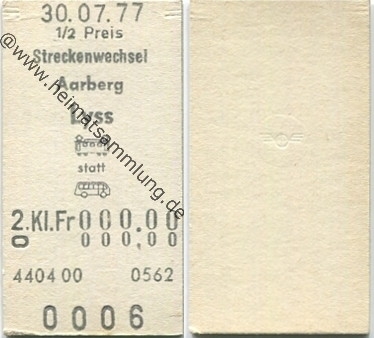 30.07.77
1/2 Preis
Streckenwechsel
Aarberg
Lyss
statt
2.Kl.Fr 000.00
0 000,00
4404 00 0562
0006
@www.heimatsammlung.de